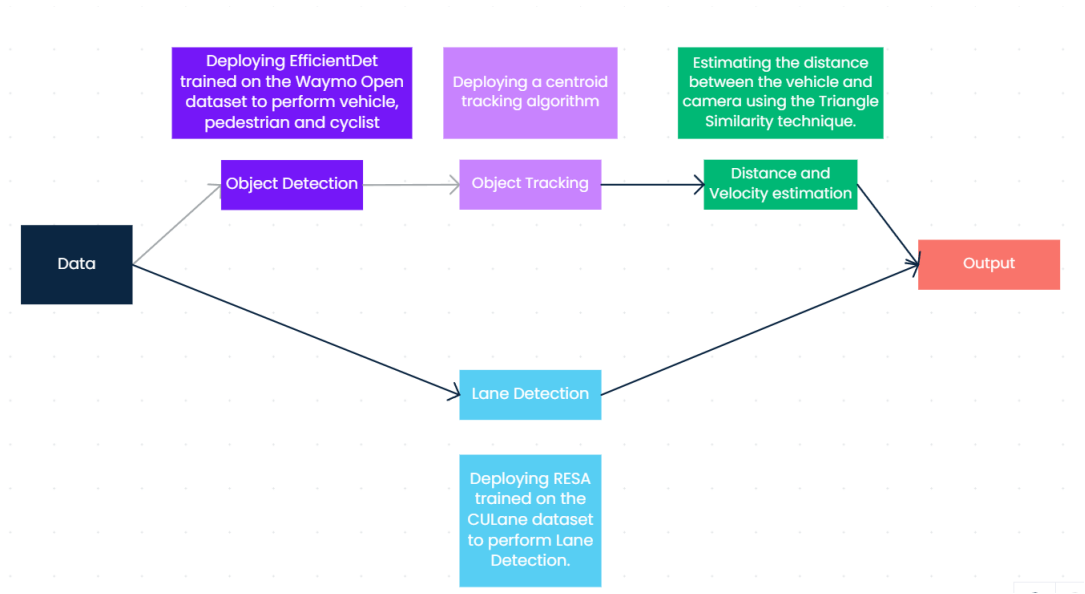 Deploying EfficientDet
trained on the Waymo Open
dataset to perform vehicle,
pedestrian and cyclist
Deploying a centroid
tracking algorithm
Estimating the distance
between the vehicle and
camera using the Triangle
Similarity technique.
Object Detection
Object Tracking
Distance and
Velocity estimation
Data
Output
Lane Detection
Deploying RESA
trained on the
CULane dataset
to perform Lane
Detection.